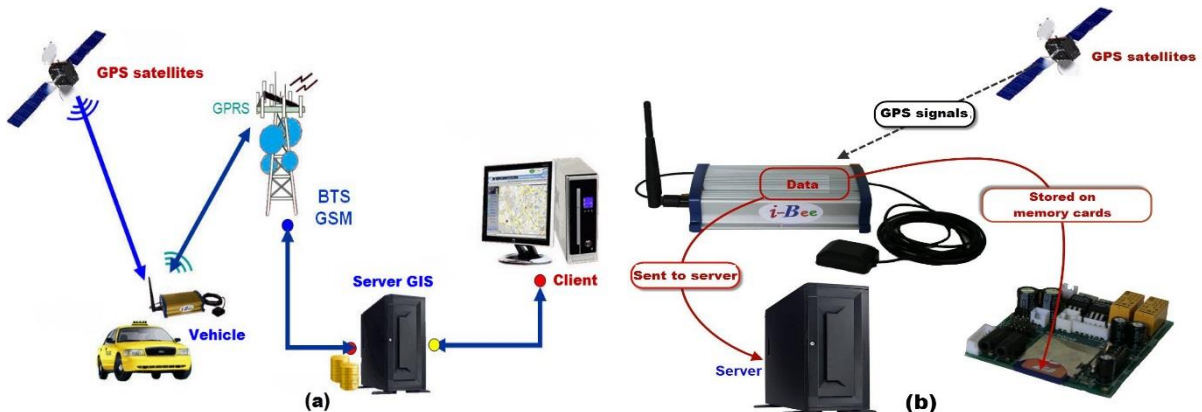 GPS satellites
GPRS
BTS
GSM
Server GIS
Client
i-Bee
Vehicle
(a)
GPS satellites
GPS signals
Data
i-Bee
Stored on
memory cards
Sent to server
Server
(b)